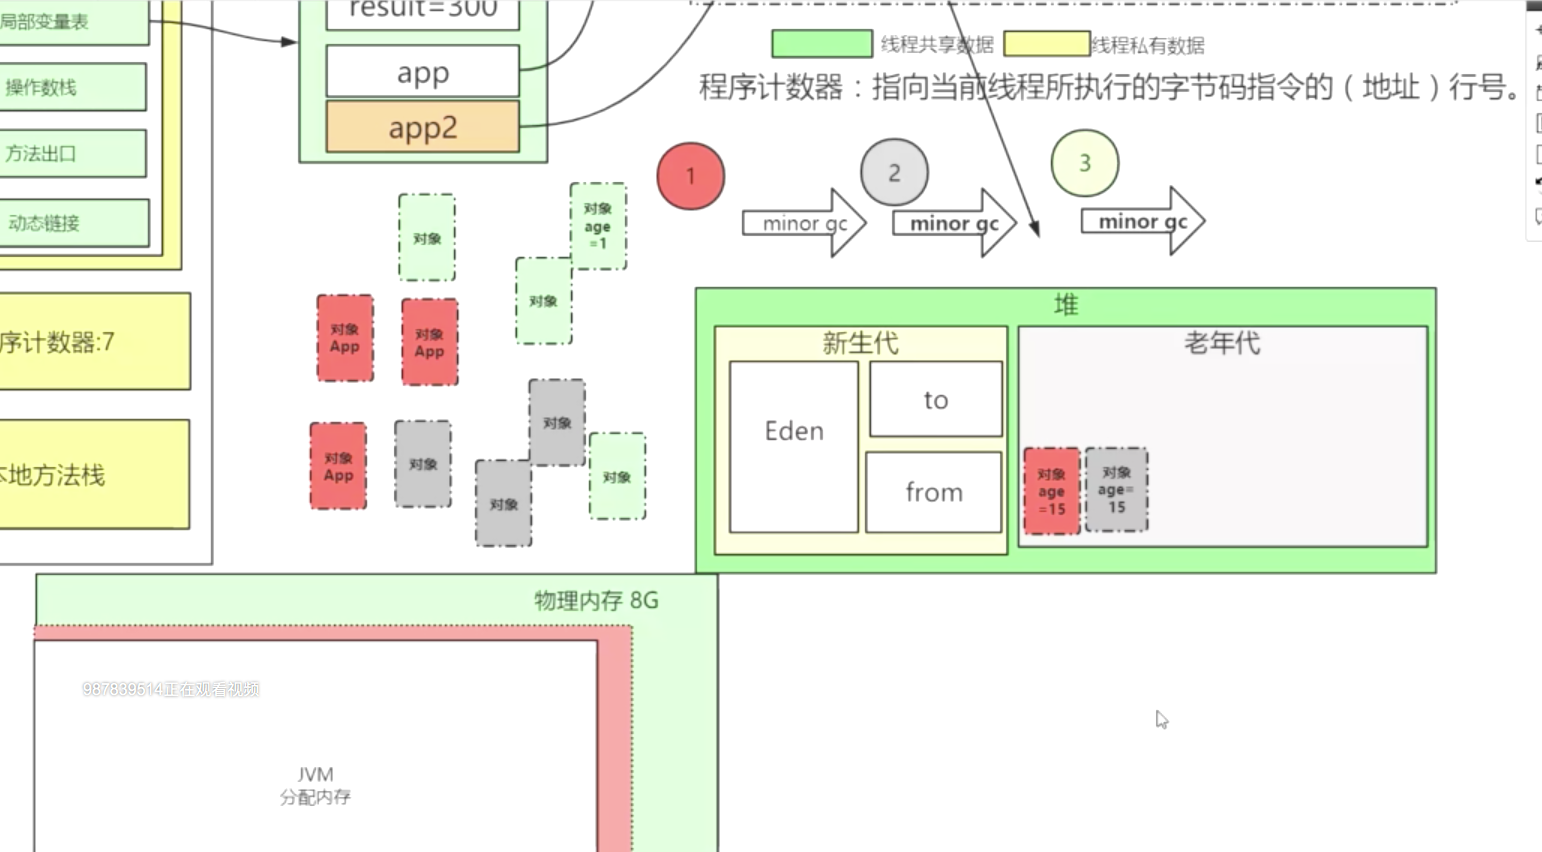 局部变量表
操作数栈
方法出口
动态链接
序计数器:7
地方法栈
result=300
app
app2
线程共享数据
线程私有数据
程序计数器：指向当前线程所执行的字节码指令的（地址）行号。
1
2
3
minor gc
minor gc
minor gc
对象
对象
age
=1
对象
对象
App
对象
App
对象
对象
App
对象
对象
对象
堆
新生代
老年代
Eden
to
from
对象
age
=15
对象
age=
15
物理内存 8G
987839514正在观看视频
JVM
分配内存